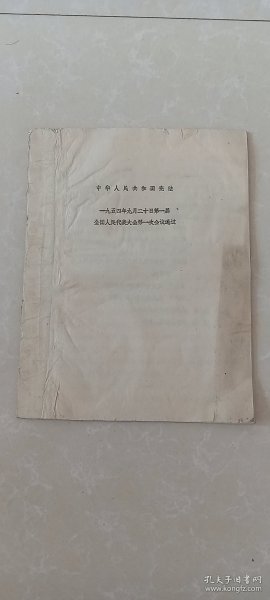 中华人民共和国宪法
一九五四年九月二十日第一届
全国人民代表大会第一次会议通过
孔夫子旧书网